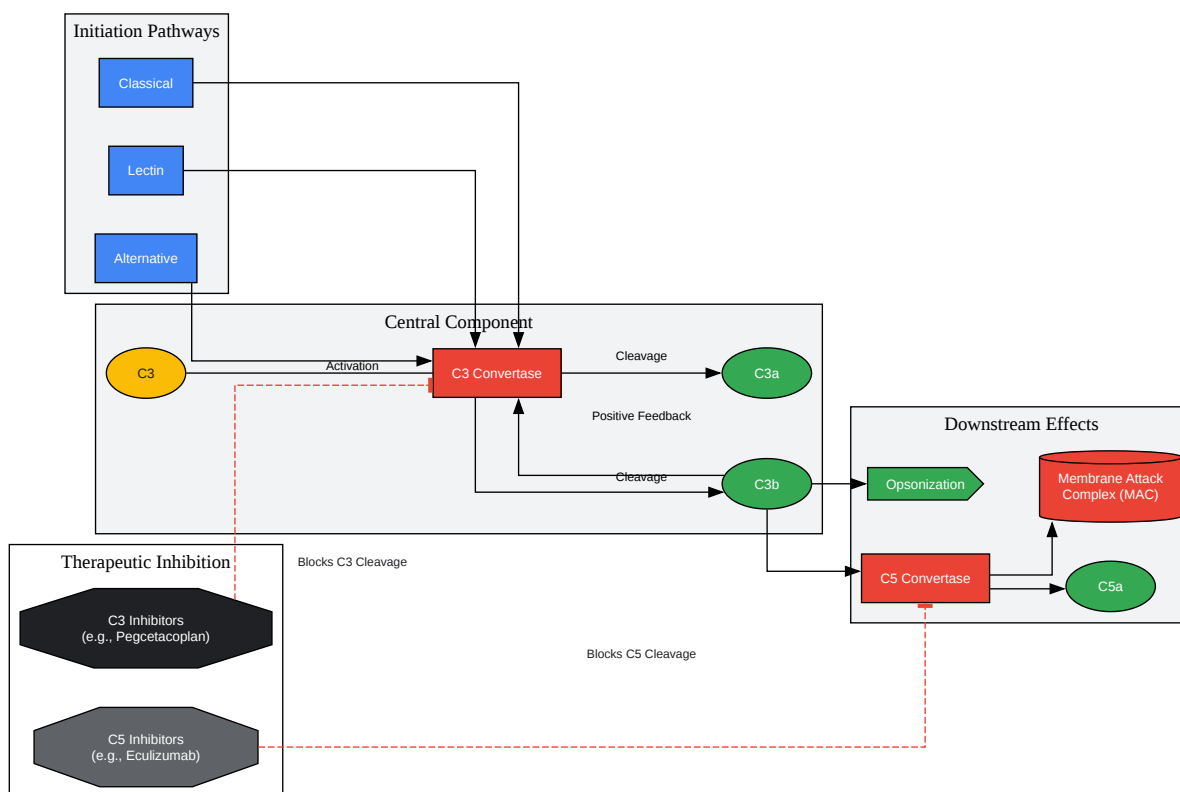 Initiation Pathways
Classical
Lectin
Alternative
Central Component
C3
Activation
C3 Convertase
Cleavage
C3a
Positive Feedback
Cleavage
C3b
Downstream Effects
Opsonization
Membrane Attack
Complex (MAC)
C5 Convertase
C5a
Therapeutic Inhibition
Blocks C3 Cleavage
C3 Inhibitors
(e.g., Pegcetacoplan)
Blocks C5 Cleavage
C5 Inhibitors
(e.g., Eculizumab)